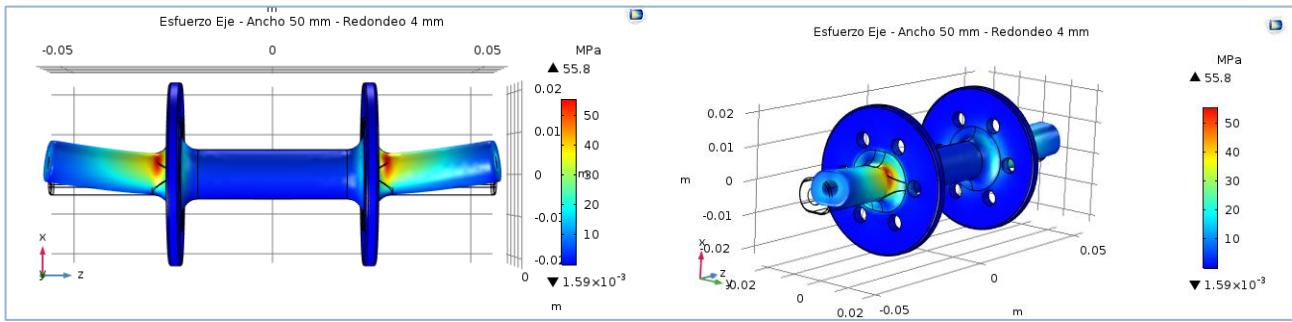 m
Esfuerzo Eje - Ancho 50 mm - Redondeo 4 mm
-0.05 0 0.05
MPa
▲ 55.8
0.02
0.01
0
m
-0.01
50
40
30
20
10
x
y z
▼ 1.59×10⁻³
m
Esfuerzo Eje - Ancho 50 mm - Redondeo 4 mm
MPa
▲ 55.8
0.02
0.01
m 0
-0.01
-0.02
50
40
30
20
10
x
z
y
0.05
0
-0.05
m
-0.02
0
0.02
▼ 1.59×10⁻³